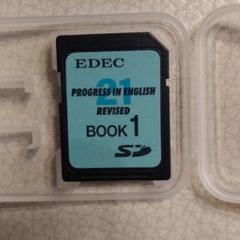 EDEC
PROGRESS IN ENGLISH
21
REVISED
BOOK 1
SD